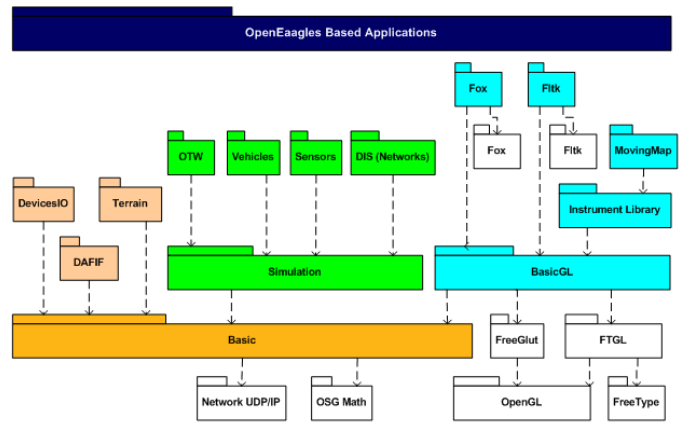 OpenEaagles Based Applications
Fox
Fltk
Fox
Fltk
MovingMap
OTW
Vehicles
Sensors
DIS (Networks)
DevicesIO
Terrain
Instrument Library
DAFIF
Simulation
BasicGL
Basic
FreeGlut
FTGL
Network UDP/IP
OSG Math
OpenGL
FreeType